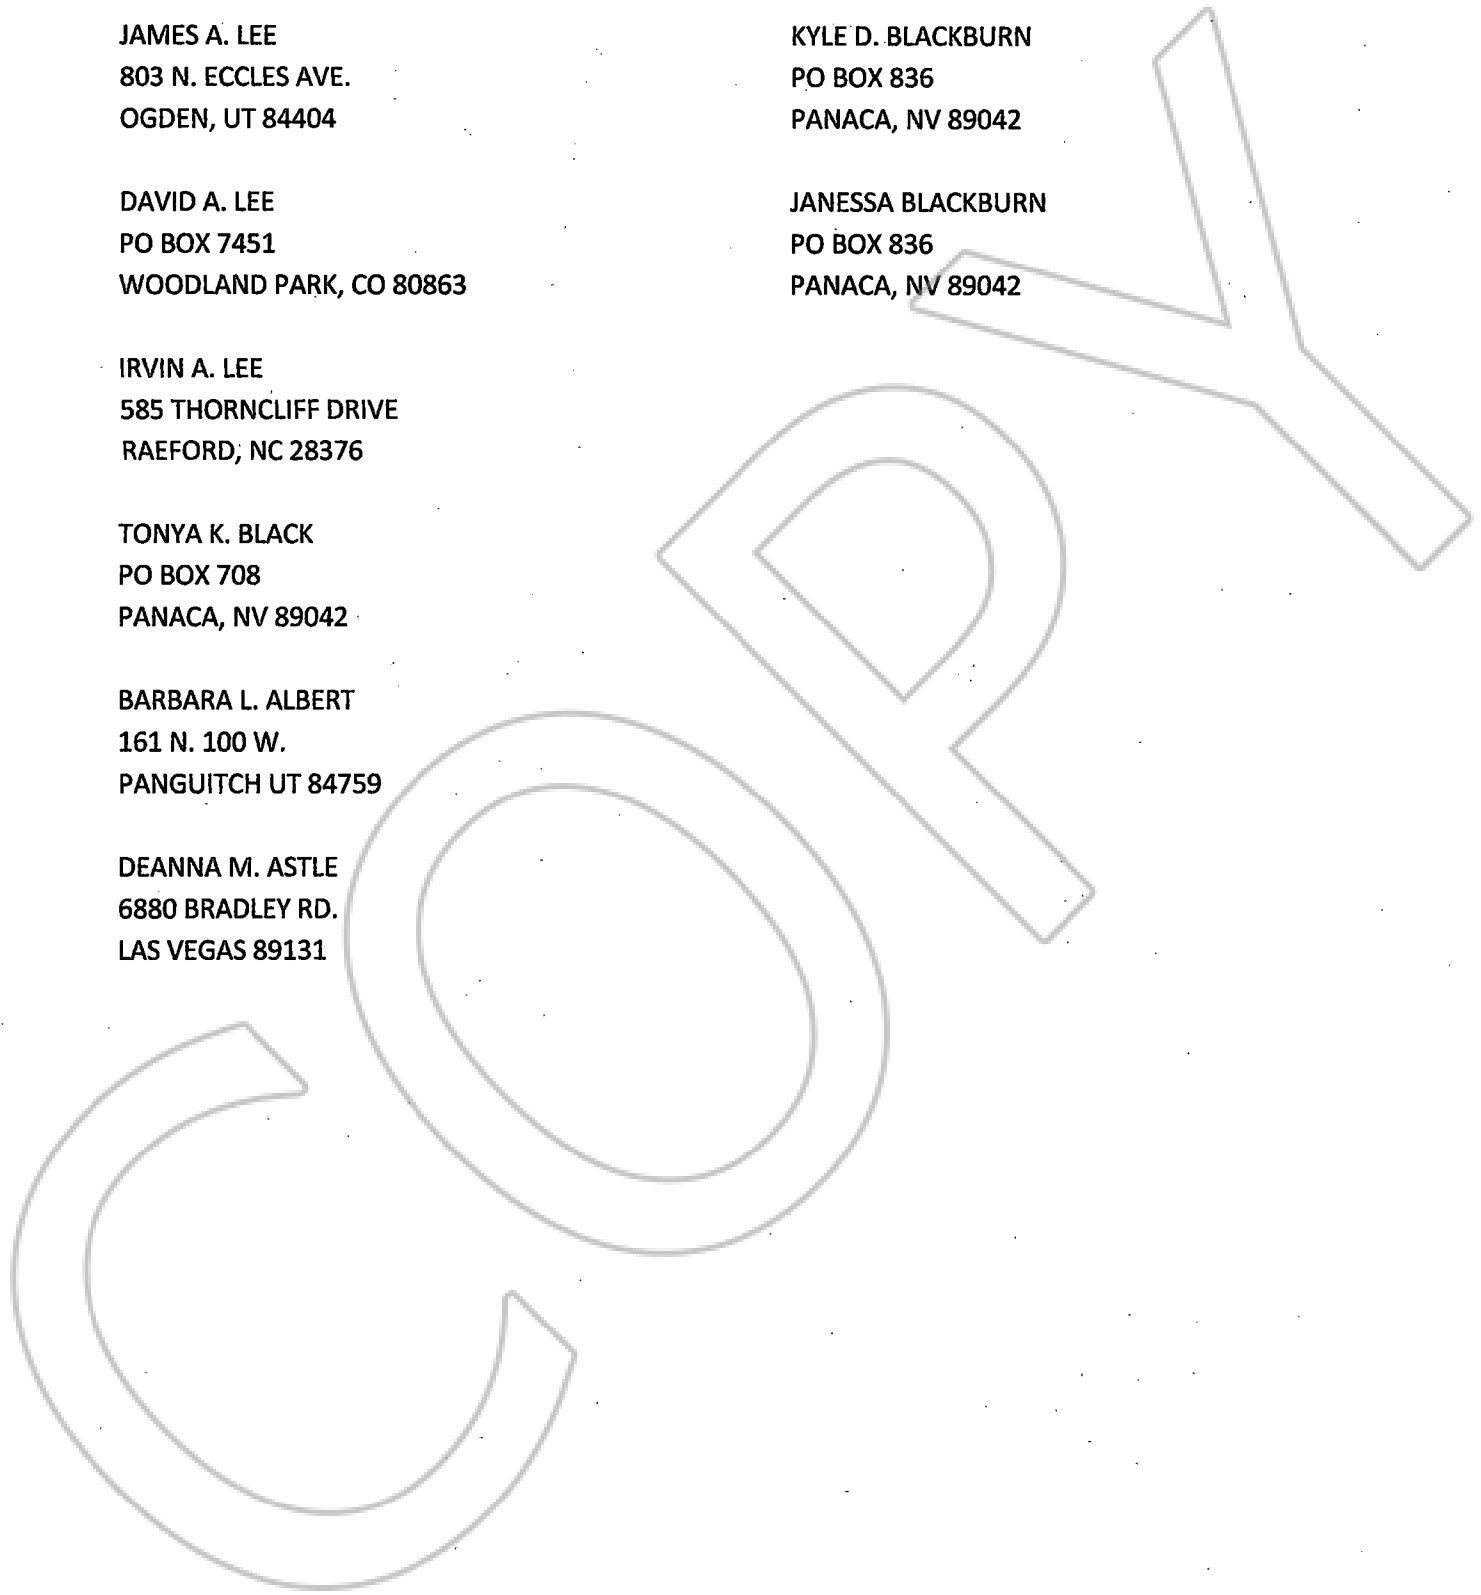 JAMES A. LEE
803 N. ECCLES AVE.
OGDEN, UT 84404
DAVID A. LEE
PO BOX 7451
WOODLAND PARK, CO 80863
IRVIN A. LEE
585 THORNCLIFF DRIVE
RAEFORD, NC 28376
TONYA K. BLACK
PO BOX 708
PANACA, NV 89042
BARBARA L. ALBERT
161 N. 100 W.
PANGUITCH UT 84759
DEANNA M. ASTLE
6880 BRADLEY RD.
LAS VEGAS 89131
KYLE D. BLACKBURN
PO BOX 836
PANACA, NV 89042
JANESSA BLACKBURN
PO BOX 836
PANACA, NV 89042
COPY